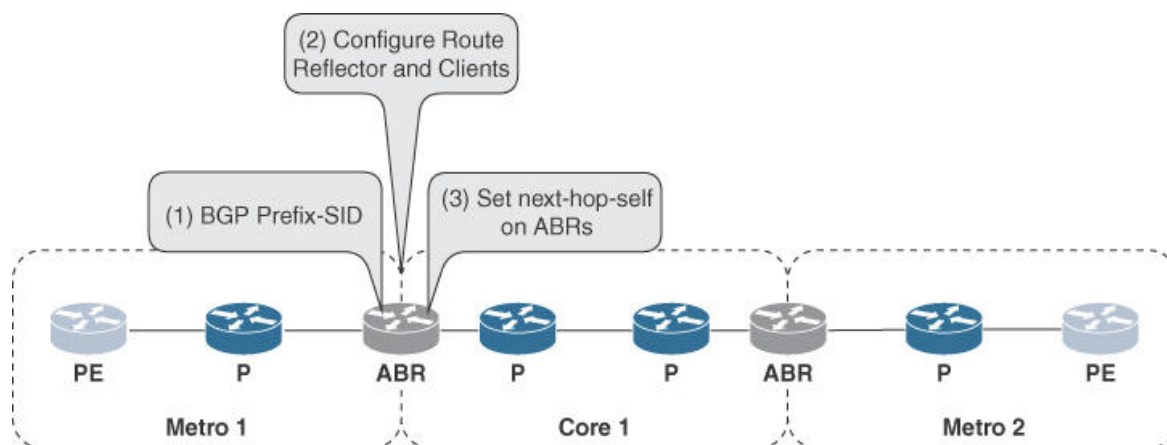 (2) Configure Route
Reflector and Clients
(1) BGP Prefix-SID
(3) Set next-hop-self
on ABRs
PE
P
ABR
P
P
ABR
P
PE
Metro 1
Core 1
Metro 2